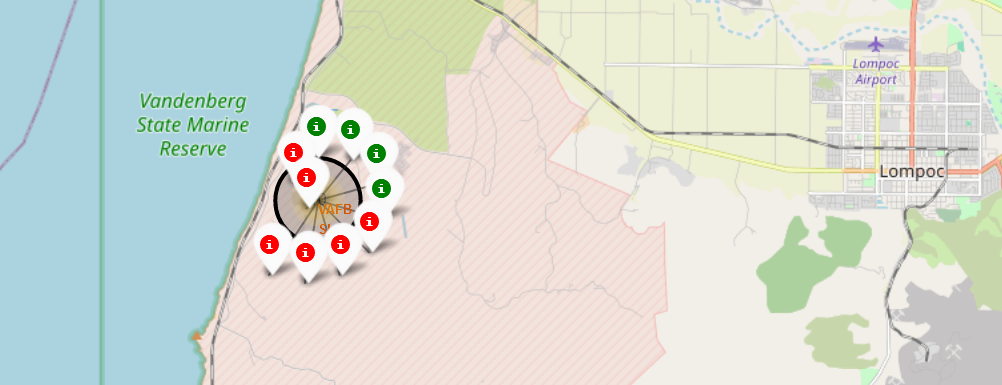 Vandenberg
State Marine
Reserve
Lompoc
Airport
Lompoc
VAFB